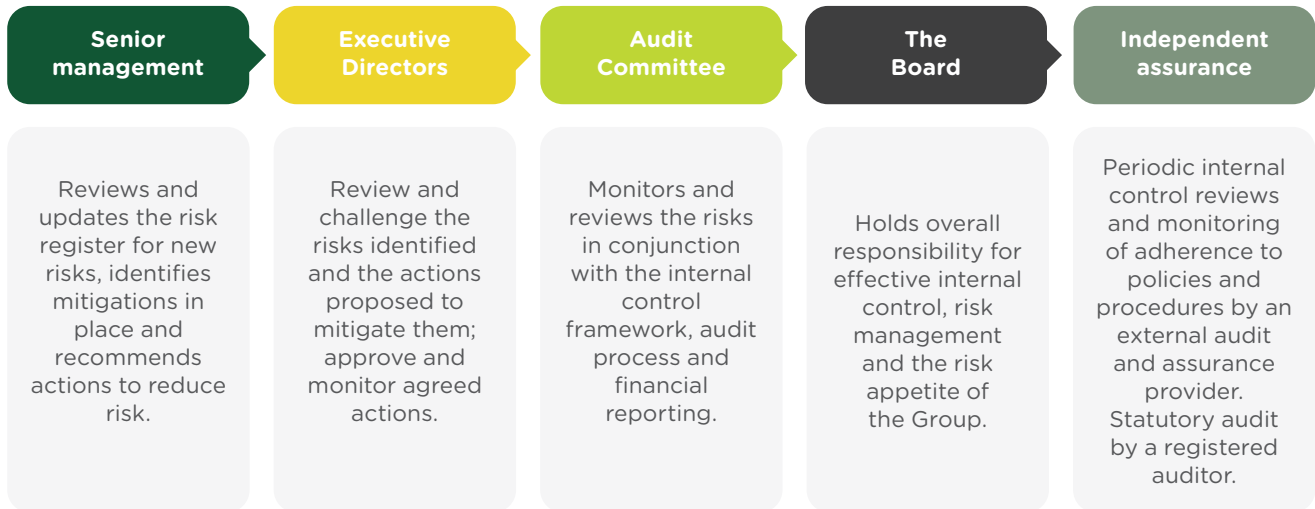 Senior
management
Executive
Directors
Audit
Committee
The
Board
Independent
assurance
Reviews and
updates the risk
register for new
risks, identifies
mitigations in
place and
recommends
actions to reduce
risk.
Review and
challenge the
risks identified
and the actions
proposed to
mitigate them;
approve and
monitor agreed
actions.
Monitors and
reviews the risks
in conjunction
with the internal
control
framework, audit
process and
financial
reporting.
Holds overall
responsibility for
effective internal
control, risk
management
and the risk
appetite of
the Group.
Periodic internal
control reviews
and monitoring
of adherence to
policies and
procedures by an
external audit
and assurance
provider.
Statutory audit
by a registered
auditor.